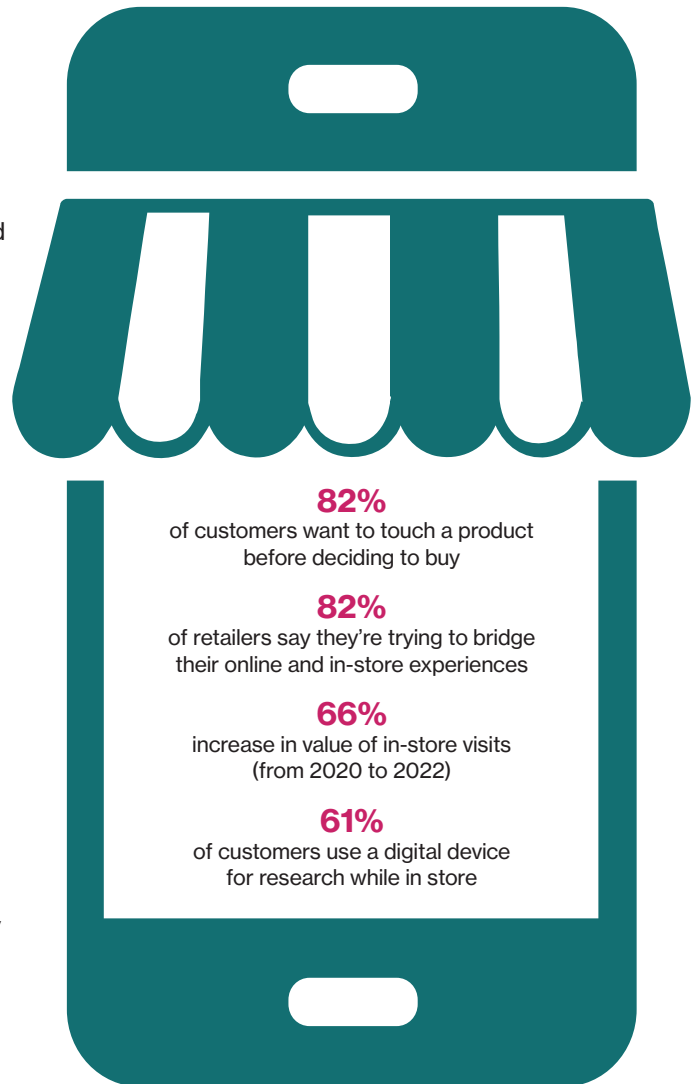 82%
of customers want to touch a product
before deciding to buy
82%
of retailers say they’re trying to bridge
their online and in-store experiences
66%
increase in value of in-store visits
(from 2020 to 2022)
61%
of customers use a digital device
for research while in store